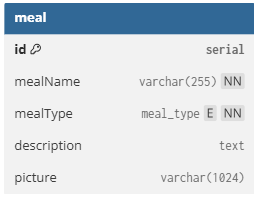 meal
id serial
mealName varchar(255) NN
mealType meal_type E NN
description text
picture varchar(1024)